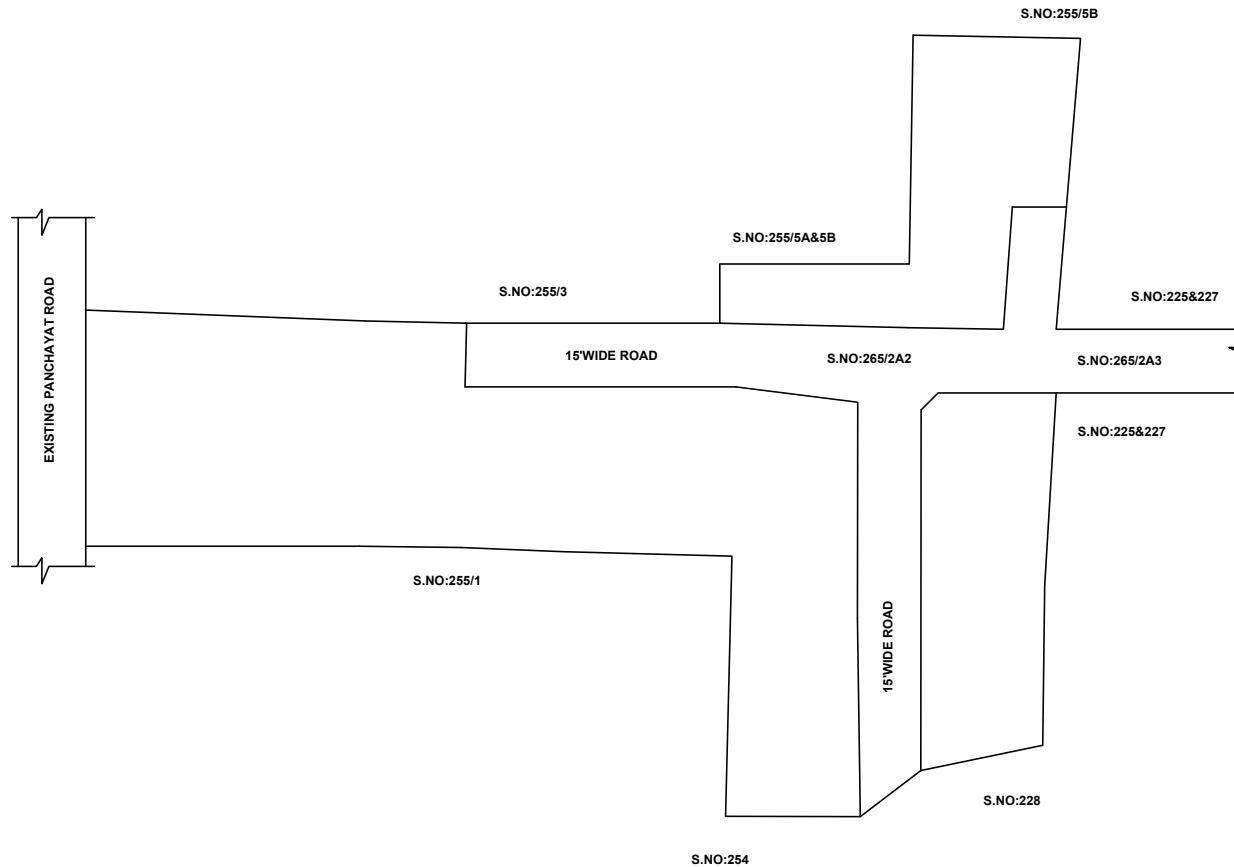 S.NO:255/5B
S.NO:255/5A&5B
S.NO:255/3
S.NO:225&227
EXISTING PANCHAYAT ROAD
15'WIDE ROAD
S.NO:265/2A2
S.NO:265/2A3
S.NO:225&227
S.NO:255/1
15'WIDE ROAD
S.NO:228
S.NO:254